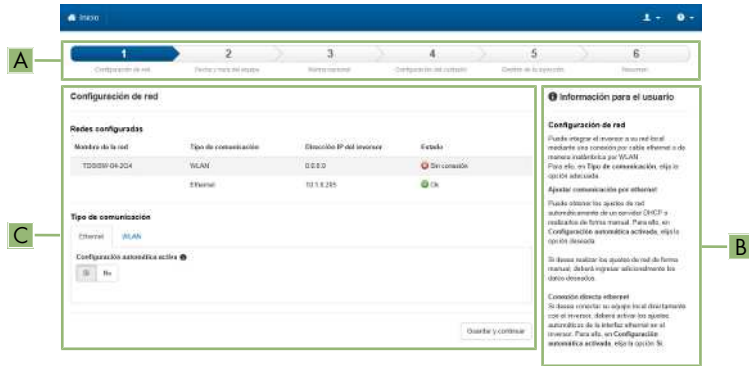 Inicio
A
1
2
3
4
5
6
Configuración de red
Fecha y hora del equipo
Norma nacional
Configuración del contador
Gestión de la inyección
Resumen
Configuración de red
Redes configuradas
Nombre de la red
Tipo de comunicación
Dirección IP del inversor
Estado
WLAN
0.0.0.0
Sin conexión
Ethernet
Ok
Tipo de comunicación
Ethernet
WLAN
Configuración automática activa
Sí
No
Guardar y continuar
C
Información para el usuario
Configuración de red
Puede integrar el inversor a su red local
mediante una conexión por cable ethernet o de
manera inalámbrica por WLAN.
Para ello, en Tipo de comunicación, elija la
opción adecuada.
Ajustar comunicación por ethernet
Puede obtener los ajustes de red
automáticamente de un servidor DHCP o
realizarlos de forma manual. Para ello, en
Configuración automática activada, elija la
opción deseada.
Si desea realizar los ajustes de red de forma
manual, deberá ingresar adicionalmente los
datos deseados.
Conexión directa ethernet
Si desea conectar su equipo local directamente
con el inversor, deberá activar los ajustes
automáticos de la interfaz ethernet en el
inversor. Para ello, en Configuración
automática activada, elija la opción Sí.
B